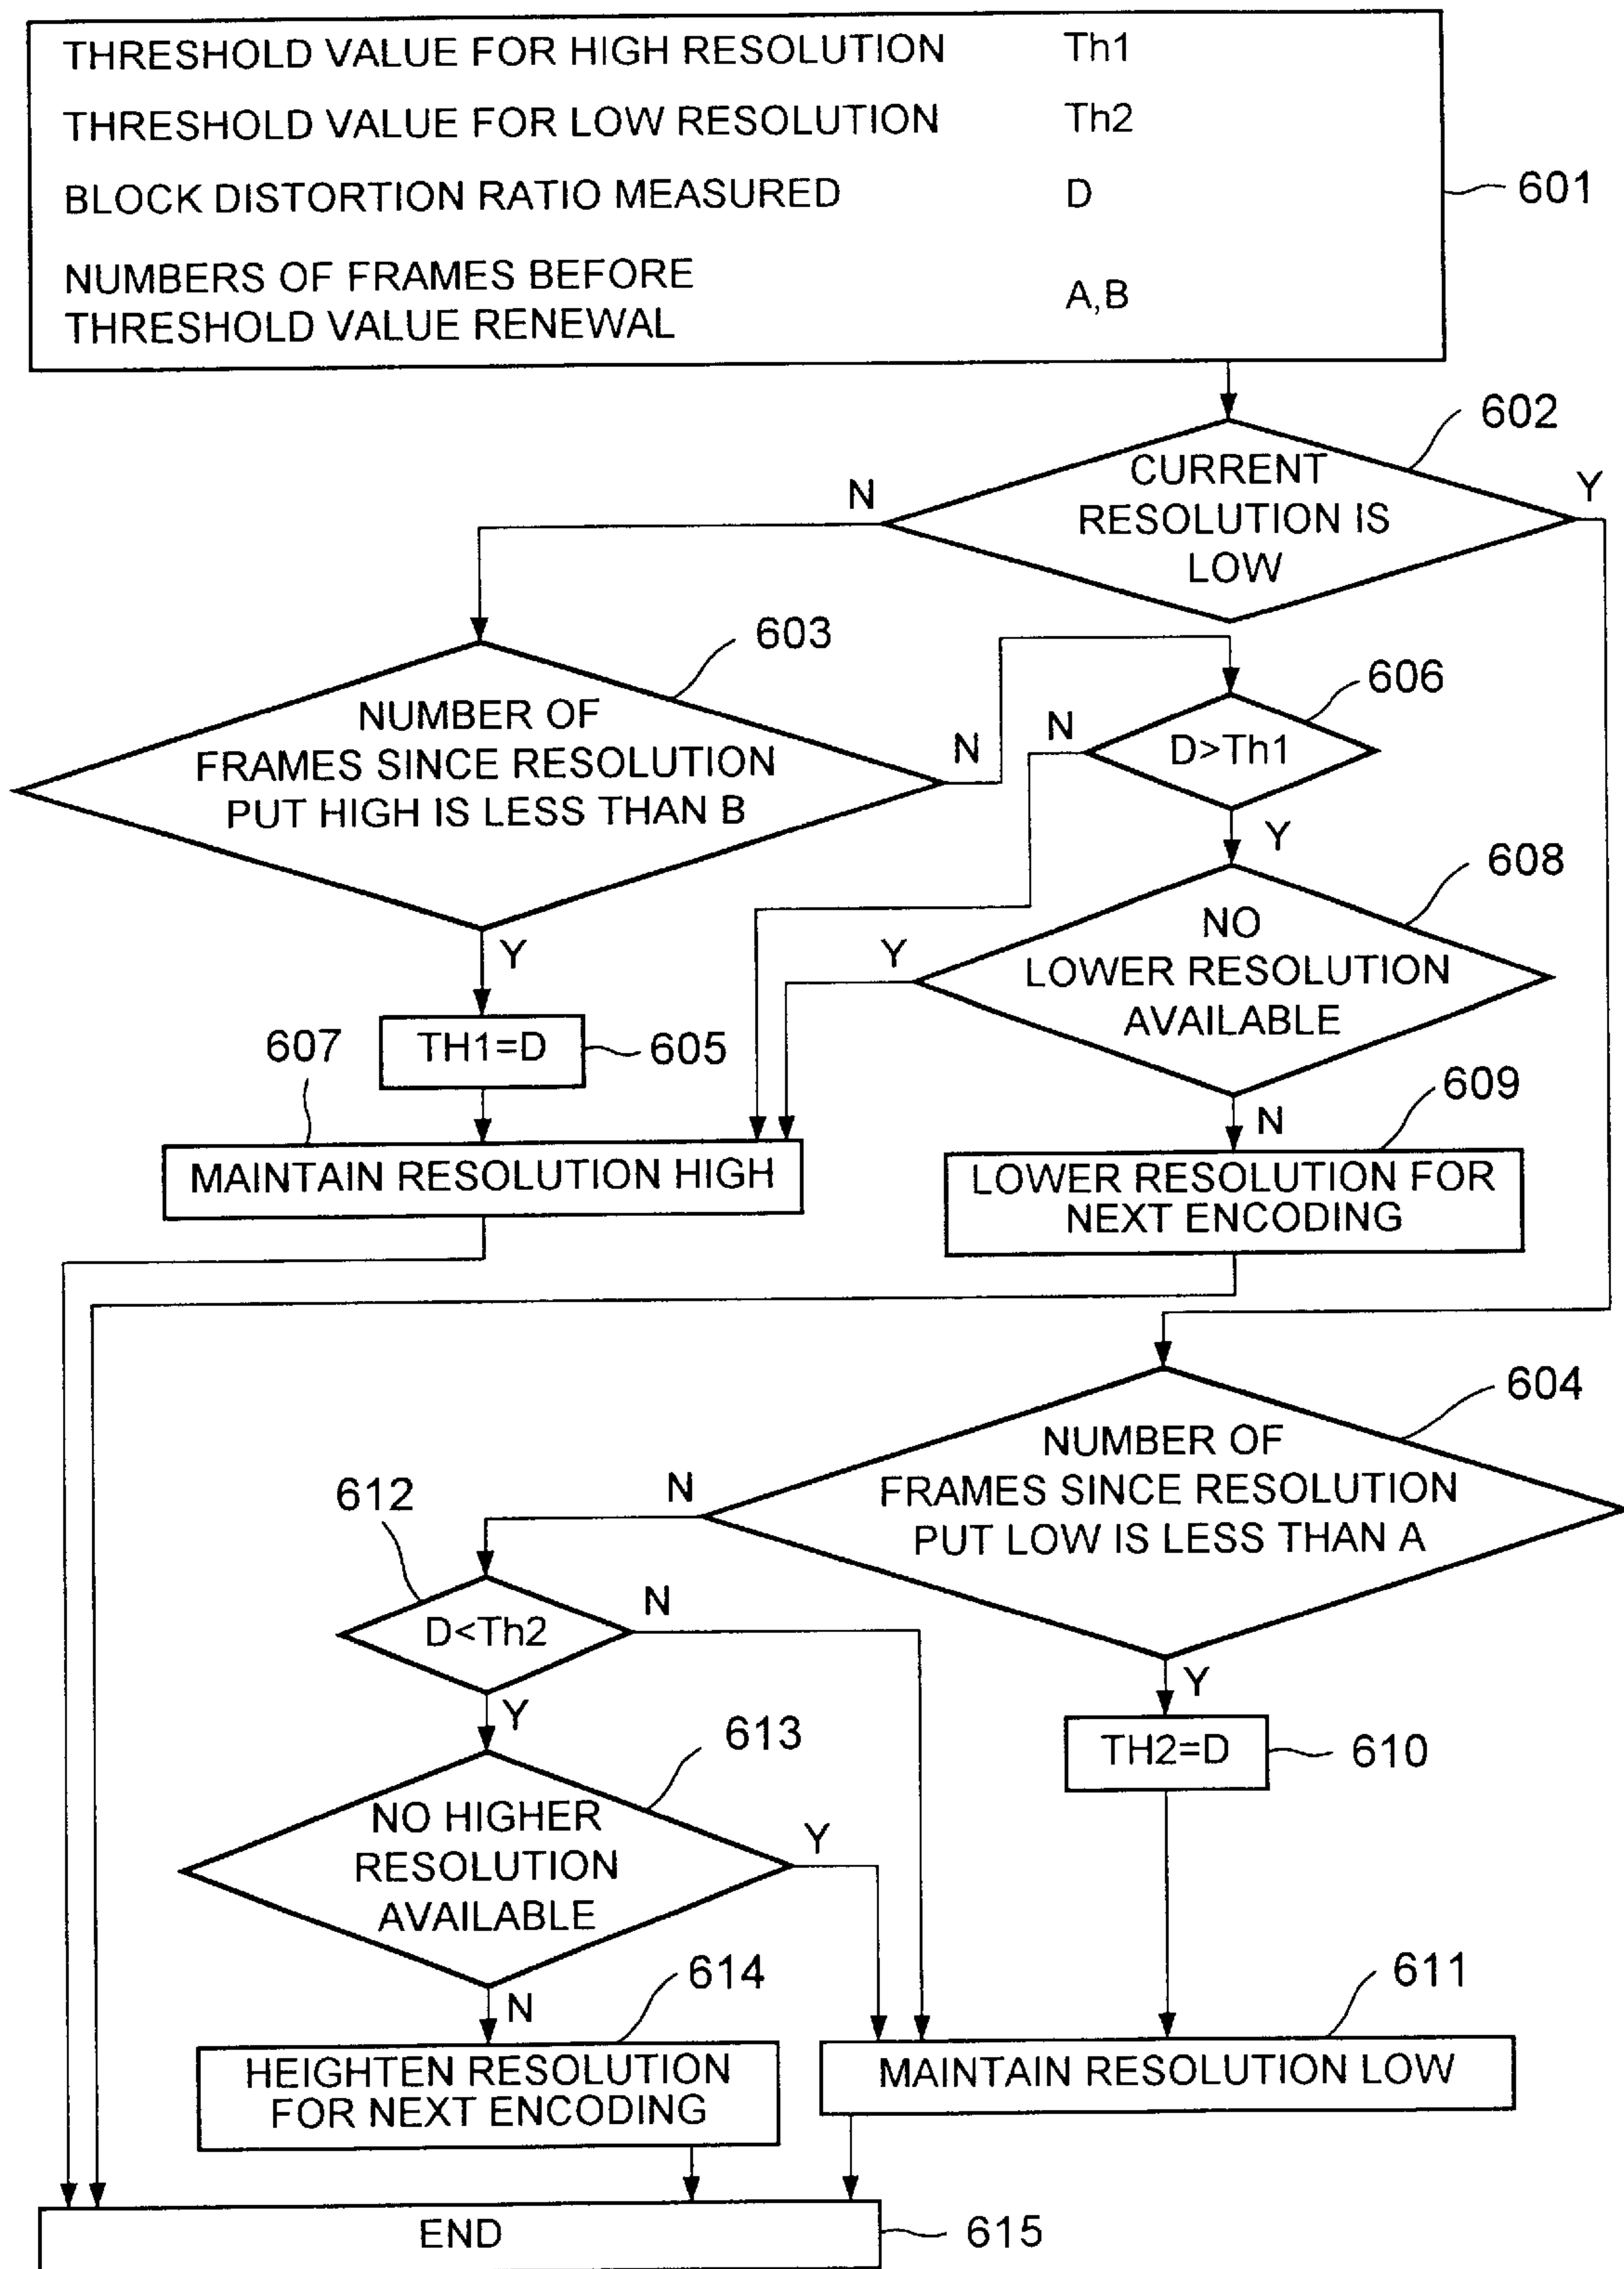 THRESHOLD VALUE FOR HIGH RESOLUTION Th1
THRESHOLD VALUE FOR LOW RESOLUTION Th2
BLOCK DISTORTION RATIO MEASURED D
601
NUMBERS OF FRAMES BEFORE
THRESHOLD VALUE RENEWAL
A,B
602
CURRENT
RESOLUTION IS
LOW
N
Y
603
NUMBER OF
FRAMES SINCE RESOLUTION
PUT HIGH IS LESS THAN B
N
Y
606
D>Th1
N
Y
608
NO
LOWER RESOLUTION
AVAILABLE
Y
N
TH1=D
605
607
MAINTAIN RESOLUTION HIGH
609
LOWER RESOLUTION FOR
NEXT ENCODING
604
NUMBER OF
FRAMES SINCE RESOLUTION
PUT LOW IS LESS THAN A
N
Y
612
D<Th2
N
Y
TH2=D
610
613
NO HIGHER
RESOLUTION
AVAILABLE
Y
N
614
HEIGHTEN RESOLUTION
FOR NEXT ENCODING
611
MAINTAIN RESOLUTION LOW
END
615